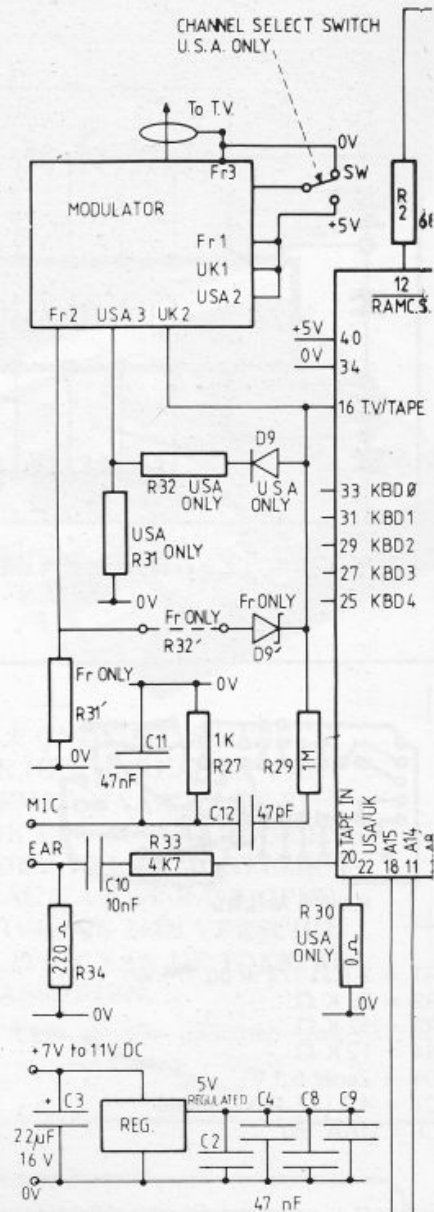 CHANNEL SELECT SWITCH
U.S.A. ONLY
To T.V.
0V
SW
Fr3
MODULATOR
+5V
R2
Fr1
UK1
USA2
Fr2 USA3 UK2
12
RAMC.S.
+5V
40
0V
34
16 T.V/TAPE
D9
R32 USA ONLY
USA ONLY
33 KBD0
31 KBD1
29 KBD2
27 KBD3
25 KBD4
USA ONLY
R31
0V
Fr ONLY
R32'
Fr ONLY
D9'
Fr ONLY
R31'
0V
0V
C11
47nF
1K
R27
R29
1M
MIC
C12
47pF
EAR
R33
4K7
C10
10nF
20 TAPE IN
22 USA/UK
18 A15
11 A14
220Ω
R34
0V
R30
USA ONLY
0Ω
0V
+7V to 11V DC
5V
REGULATED
+ C3
22µF
16V
REG.
C2
C4
C8
C9
0V
47 nF